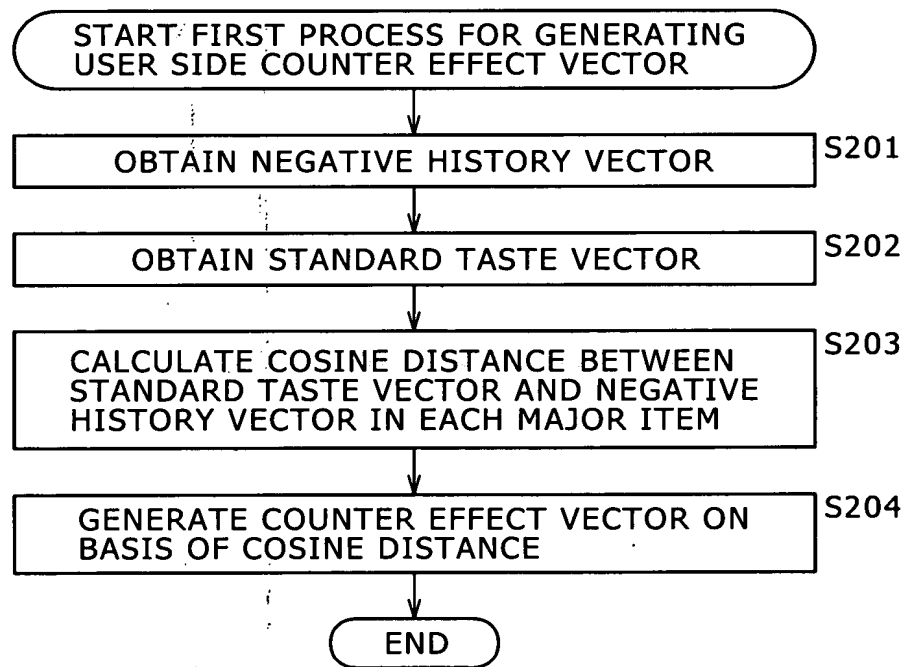 START FIRST PROCESS FOR GENERATING
USER SIDE COUNTER EFFECT VECTOR
OBTAIN NEGATIVE HISTORY VECTOR
S201
OBTAIN STANDARD TASTE VECTOR
S202
CALCULATE COSINE DISTANCE BETWEEN
STANDARD TASTE VECTOR AND NEGATIVE
HISTORY VECTOR IN EACH MAJOR ITEM
S203
GENERATE COUNTER EFFECT VECTOR ON
BASIS OF COSINE DISTANCE
S204
END